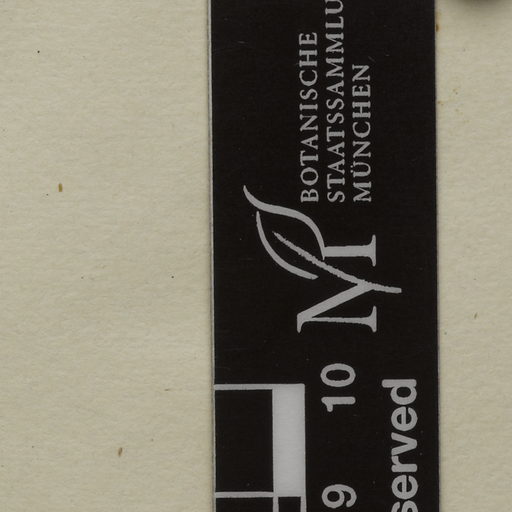 BOTANISCHE
STAATSSAMMLU
MÜNCHEN
M
9 10
served